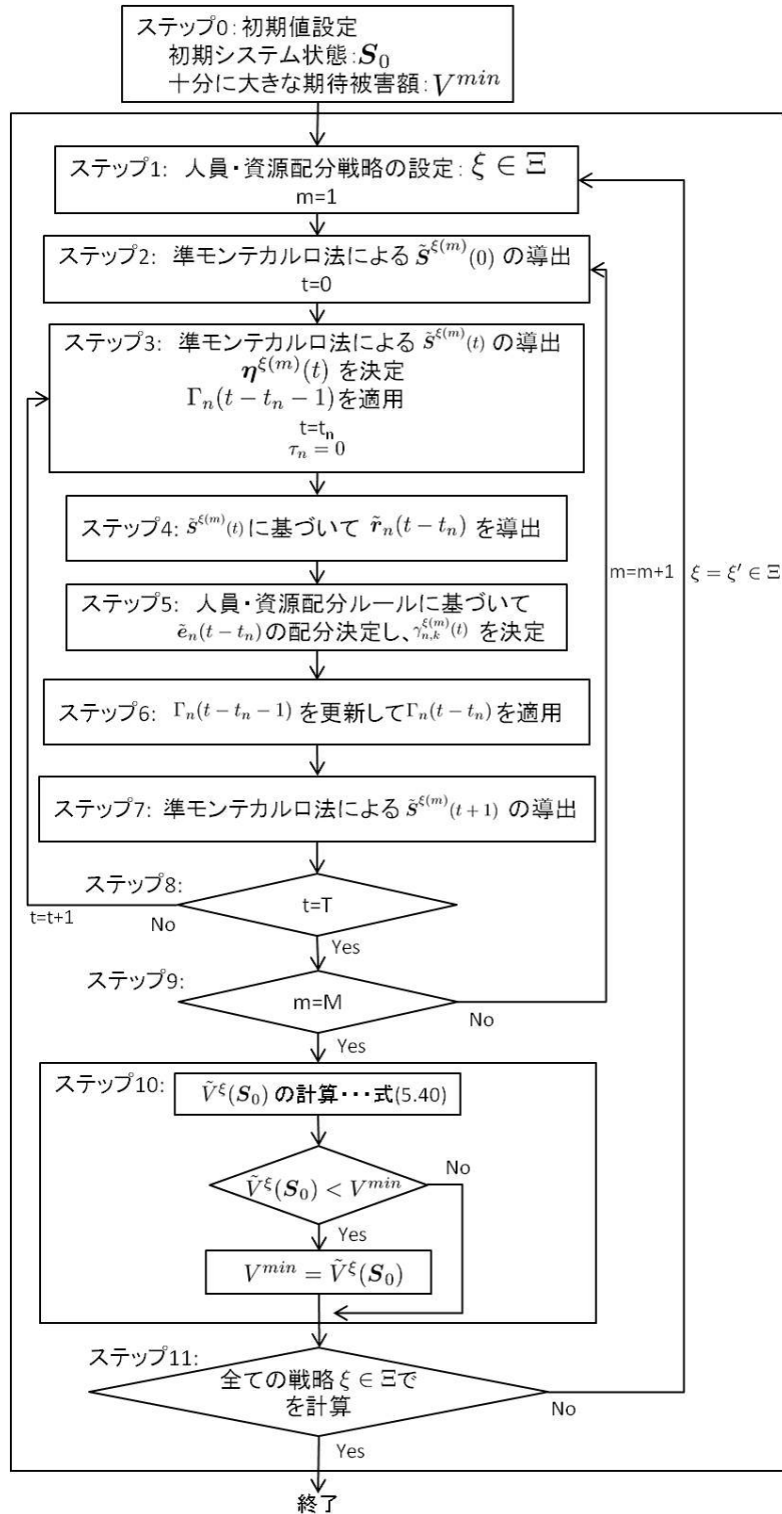 ステップ0:初期値設定
初期システム状態:S_0
十分に大きな期待被害額:V^{min}
ステップ1: 人員・資源配分戦略の設定: ξ ∈ Ξ
m=1
ステップ2: 準モンテカルロ法による S̃^{ξ(m)}(0) の導出
t=0
ステップ3: 準モンテカルロ法による S̃^{ξ(m)}(t) の導出
η^{ξ(m)}(t) を決定
Γ_n(t − t_n − 1)を適用
t=t_n
τ_n = 0
ステップ4: S̃^{ξ(m)}(t) に基づいて r̃_n(t − t_n) を導出
m=m+1
ξ = ξ′ ∈ Ξ
ステップ5: 人員・資源配分ルールに基づいて
ẽ_n(t − t_n)の配分決定し、γ_{n,k}^{ξ(m)}(t) を決定
ステップ6: Γ_n(t − t_n − 1) を更新してΓ_n(t − t_n)を適用
ステップ7: 準モンテカルロ法による S̃^{ξ(m)}(t + 1) の導出
ステップ8:
t=T
t=t+1
No
Yes
ステップ9:
m=M
No
Yes
ステップ10:
Ṽ^ξ(S_0) の計算・・・式(5.40)
No
Ṽ^ξ(S_0) < V^{min}
Yes
V^{min} = Ṽ^ξ(S_0)
ステップ11:
全ての戦略 ξ ∈ Ξ で
を計算
No
Yes
終了